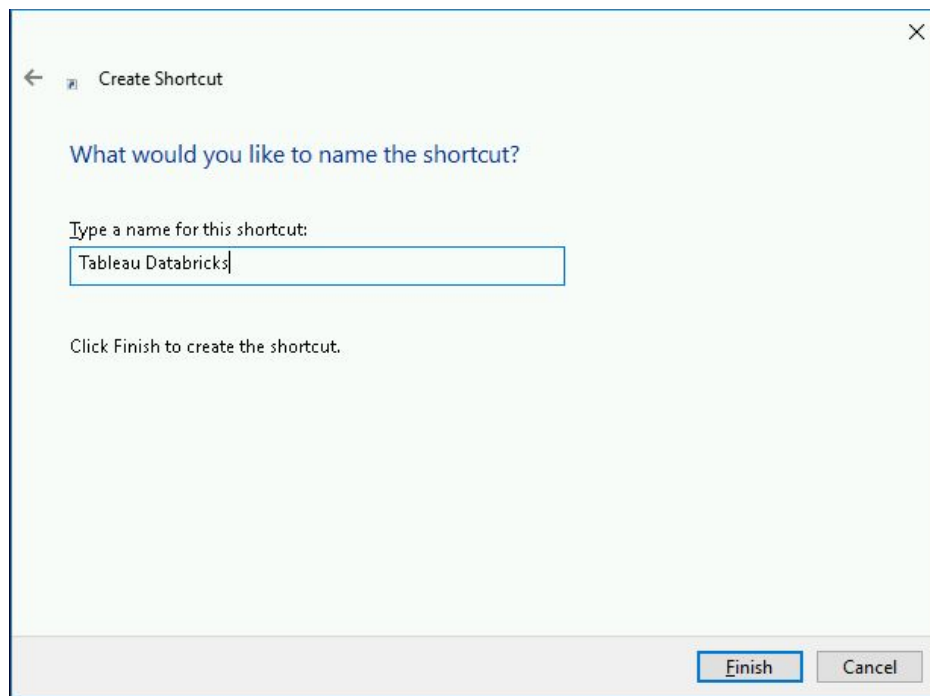 Create Shortcut
What would you like to name the shortcut?
Type a name for this shortcut:
Tableau Databricks
Click Finish to create the shortcut.
Finish Cancel